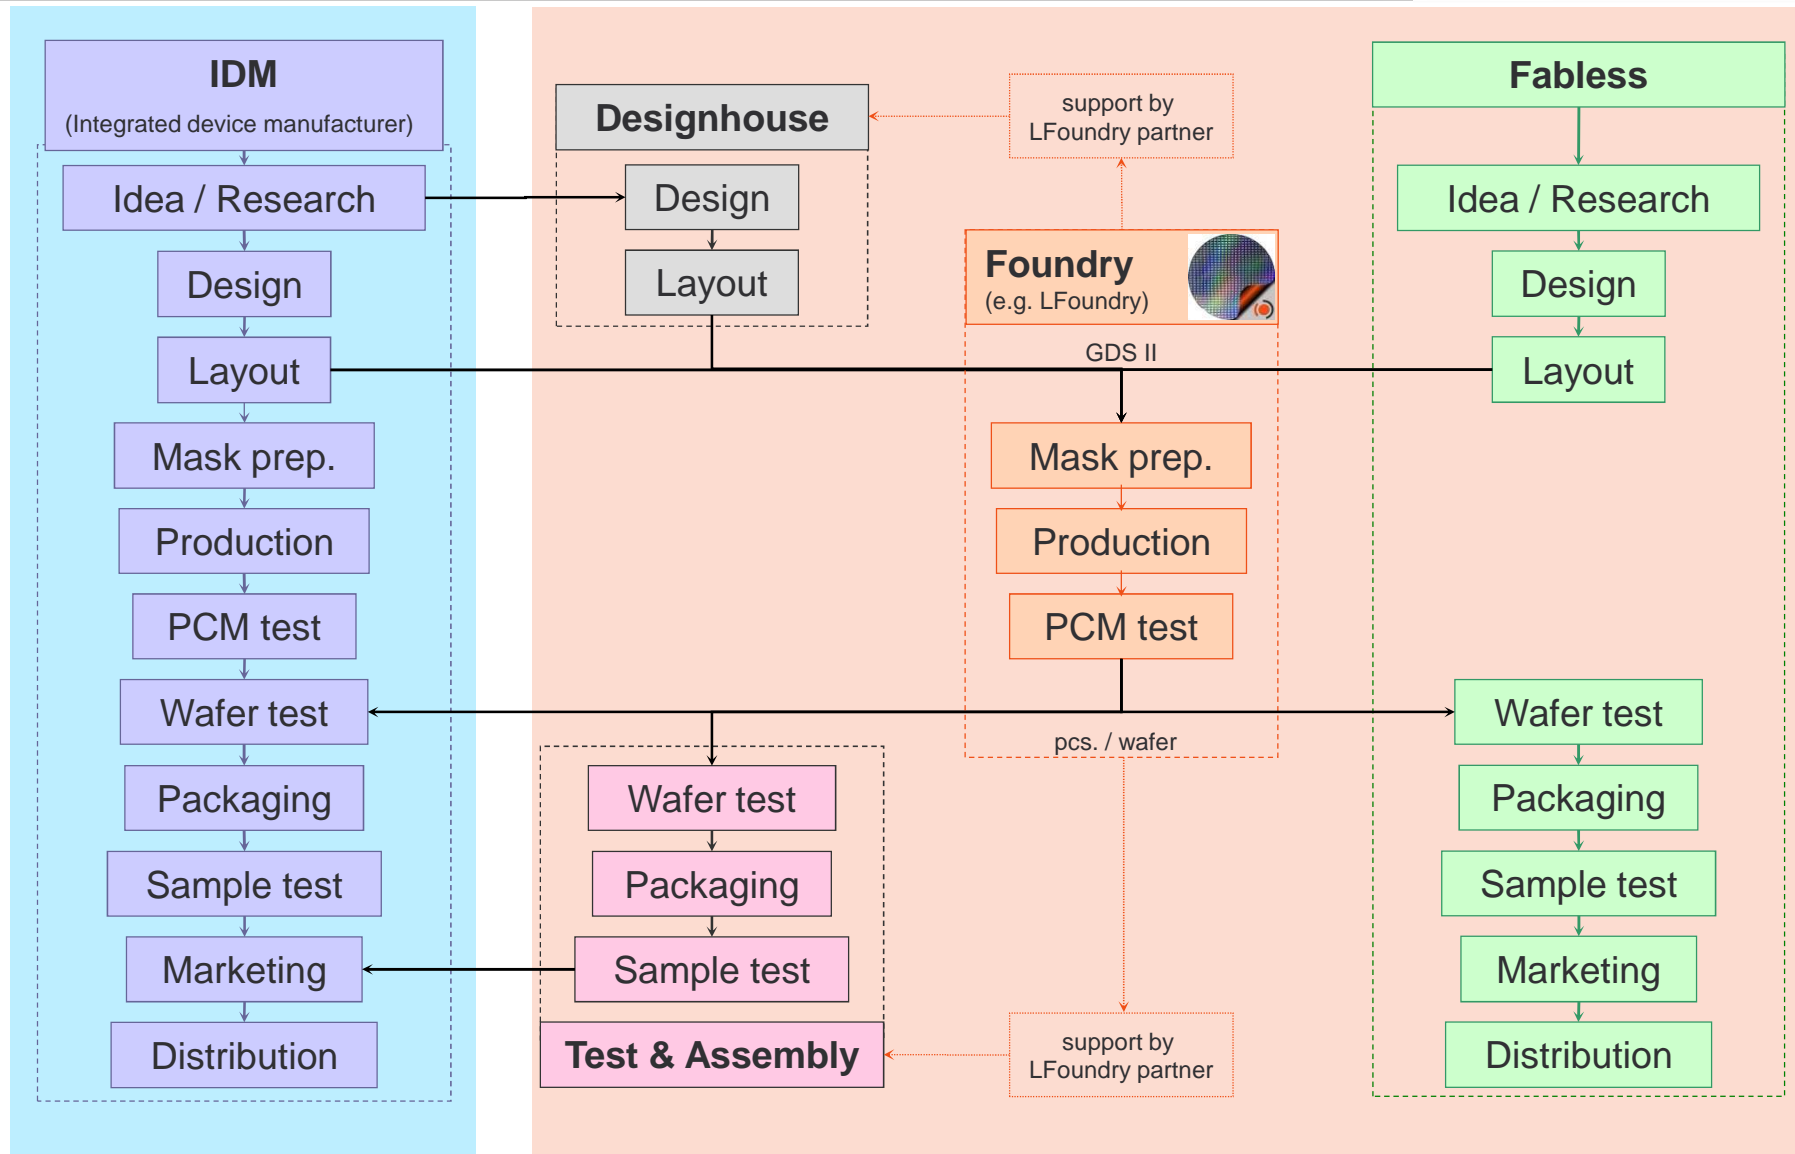 IDM
(Integrated device manufacturer)
Idea / Research
Design
Layout
Mask prep.
Production
PCM test
Wafer test
Packaging
Sample test
Marketing
Distribution
Designhouse
Design
Layout
Wafer test
Packaging
Sample test
Test & Assembly
support by
LFoundry partner
Foundry
(e.g. LFoundry)
GDS II
Mask prep.
Production
PCM test
pcs. / wafer
support by
LFoundry partner
Fabless
Idea / Research
Design
Layout
Wafer test
Packaging
Sample test
Marketing
Distribution